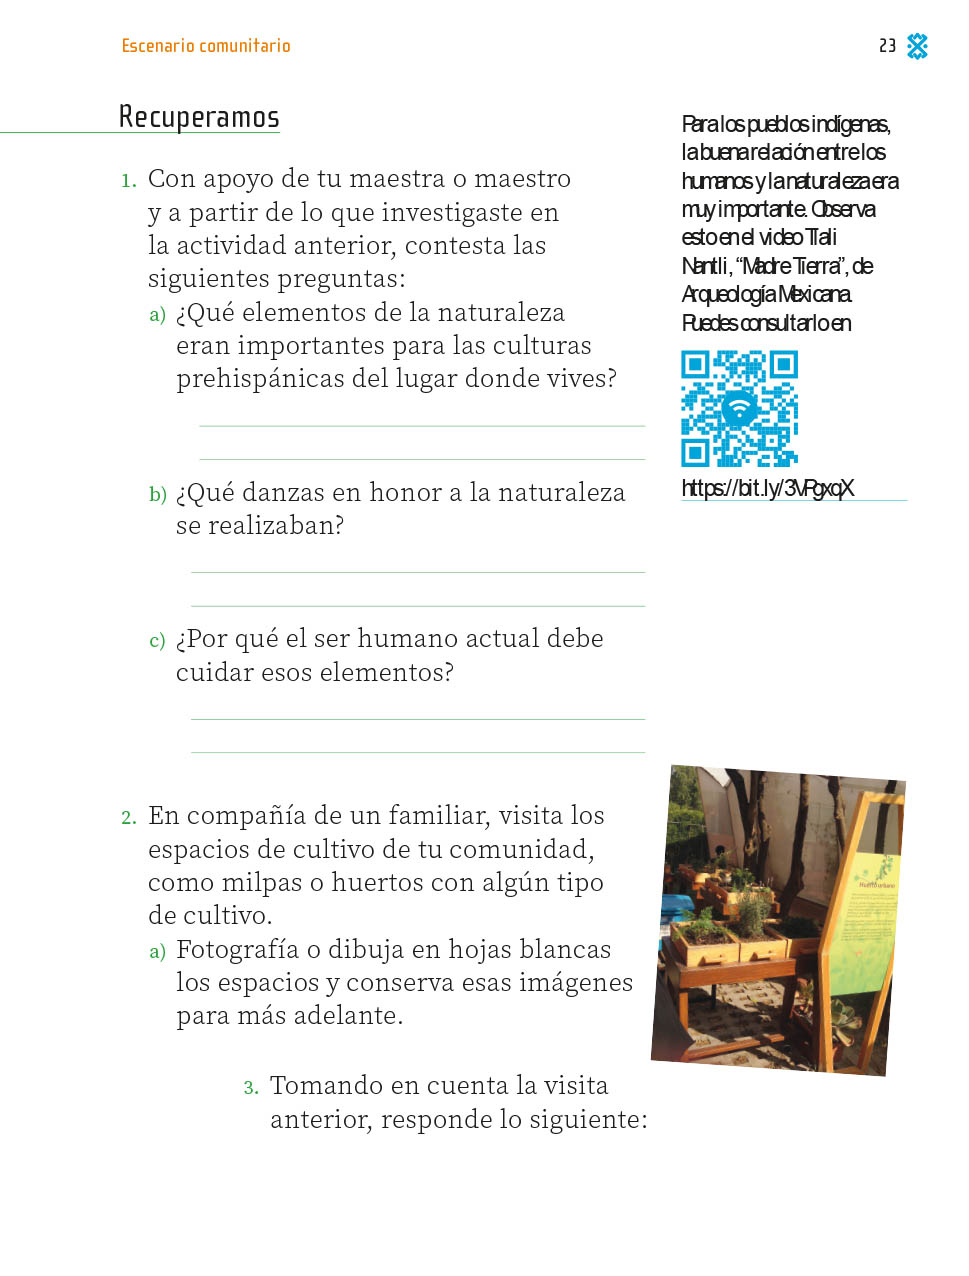 Escenario comunitario
23
Recuperamos
1. Con apoyo de tu maestra o maestro
y a partir de lo que investigaste en
la actividad anterior, contesta las
siguientes preguntas:
a) ¿Qué elementos de la naturaleza
eran importantes para las culturas
prehispánicas del lugar donde vives?
b) ¿Qué danzas en honor a la naturaleza
se realizaban?
c) ¿Por qué el ser humano actual debe
cuidar esos elementos?
2. En compañía de un familiar, visita los
espacios de cultivo de tu comunidad,
como milpas o huertos con algún tipo
de cultivo.
a) Fotografía o dibuja en hojas blancas
los espacios y conserva esas imágenes
para más adelante.
3. Tomando en cuenta la visita
anterior, responde lo siguiente:
Para los pueblos indígenas,
la buena relación entre los
humanos y la naturaleza era
muy importante. Observa
esto en el video Tlali
Nantli, “Madre Tierra”, de
Arqueología Mexicana.
Puedes consultarlo en
https://bit.ly/3VPgxqX
Huerto urbano